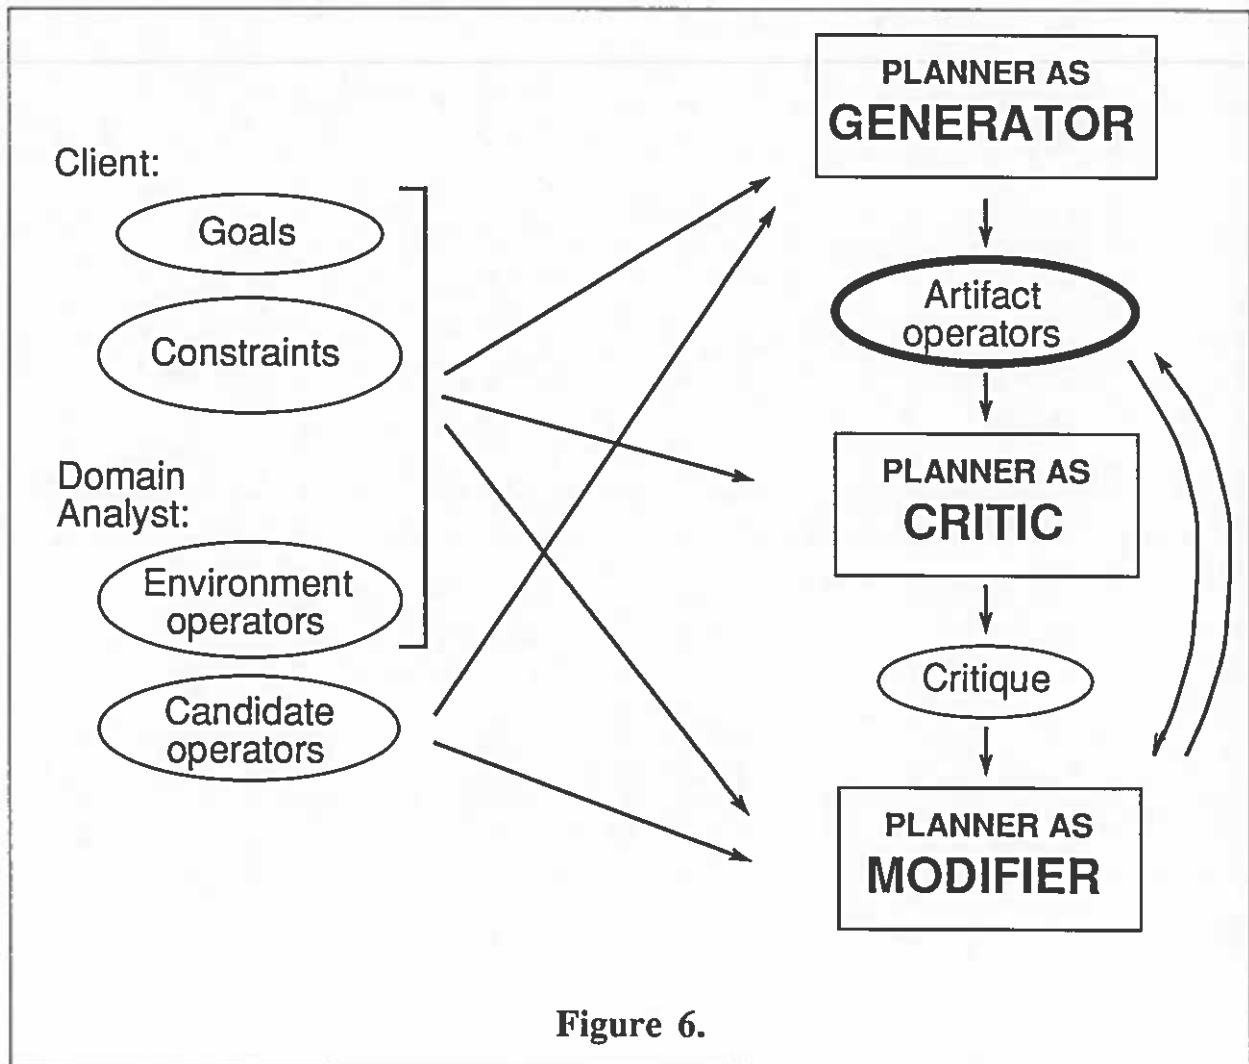 Client:
Goals
Constraints
Domain
Analyst:
Environment
operators
Candidate
operators
PLANNER AS
GENERATOR
Artifact
operators
PLANNER AS
CRITIC
Critique
PLANNER AS
MODIFIER
Figure 6.